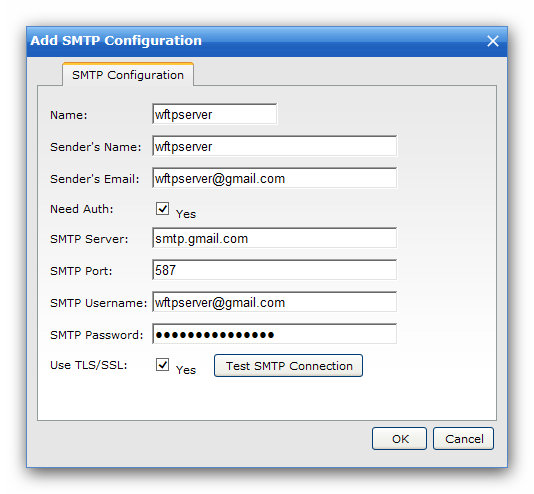 Add SMTP Configuration
SMTP Configuration
Name: wftpserver
Sender's Name: wftpserver
Sender's Email: wftpserver@gmail.com
Need Auth: Yes
SMTP Server: smtp.gmail.com
SMTP Port: 587
SMTP Username: wftpserver@gmail.com
SMTP Password: ●●●●●●●●●●●●●●●
Use TLS/SSL: Yes Test SMTP Connection
OK Cancel